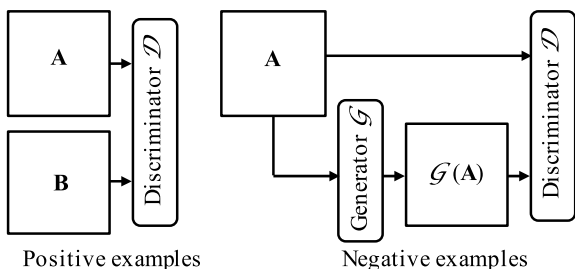 A
B
Discriminator 𝒟
Positive examples
A
Generator 𝒢
𝒢(A)
Discriminator 𝒟
Negative examples